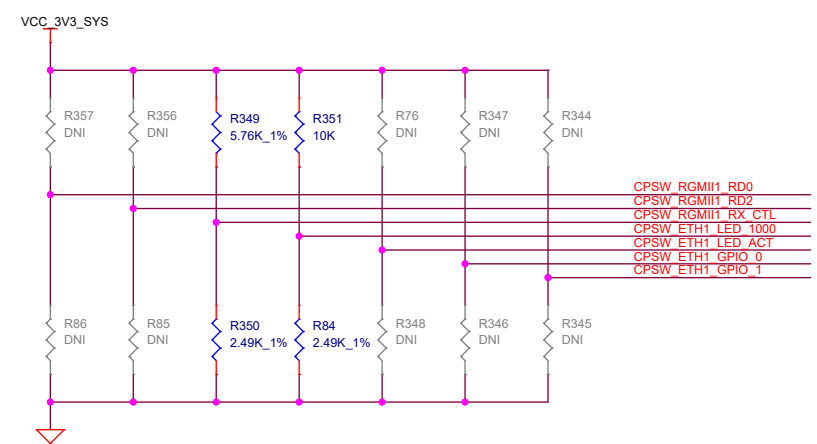 VCC_3V3_SYS
R357
DNI
R356
DNI
R349
5.76K_1%
R351
10K
R76
DNI
R347
DNI
R344
DNI
CPSW_RGMII1_RD0
CPSW_RGMII1_RD2
CPSW_RGMII1_RX_CTL
CPSW_ETH1_LED_1000
CPSW_ETH1_LED_ACT
CPSW_ETH1_GPIO_0
CPSW_ETH1_GPIO_1
R86
DNI
R85
DNI
R350
2.49K_1%
R84
2.49K_1%
R348
DNI
R346
DNI
R345
DNI